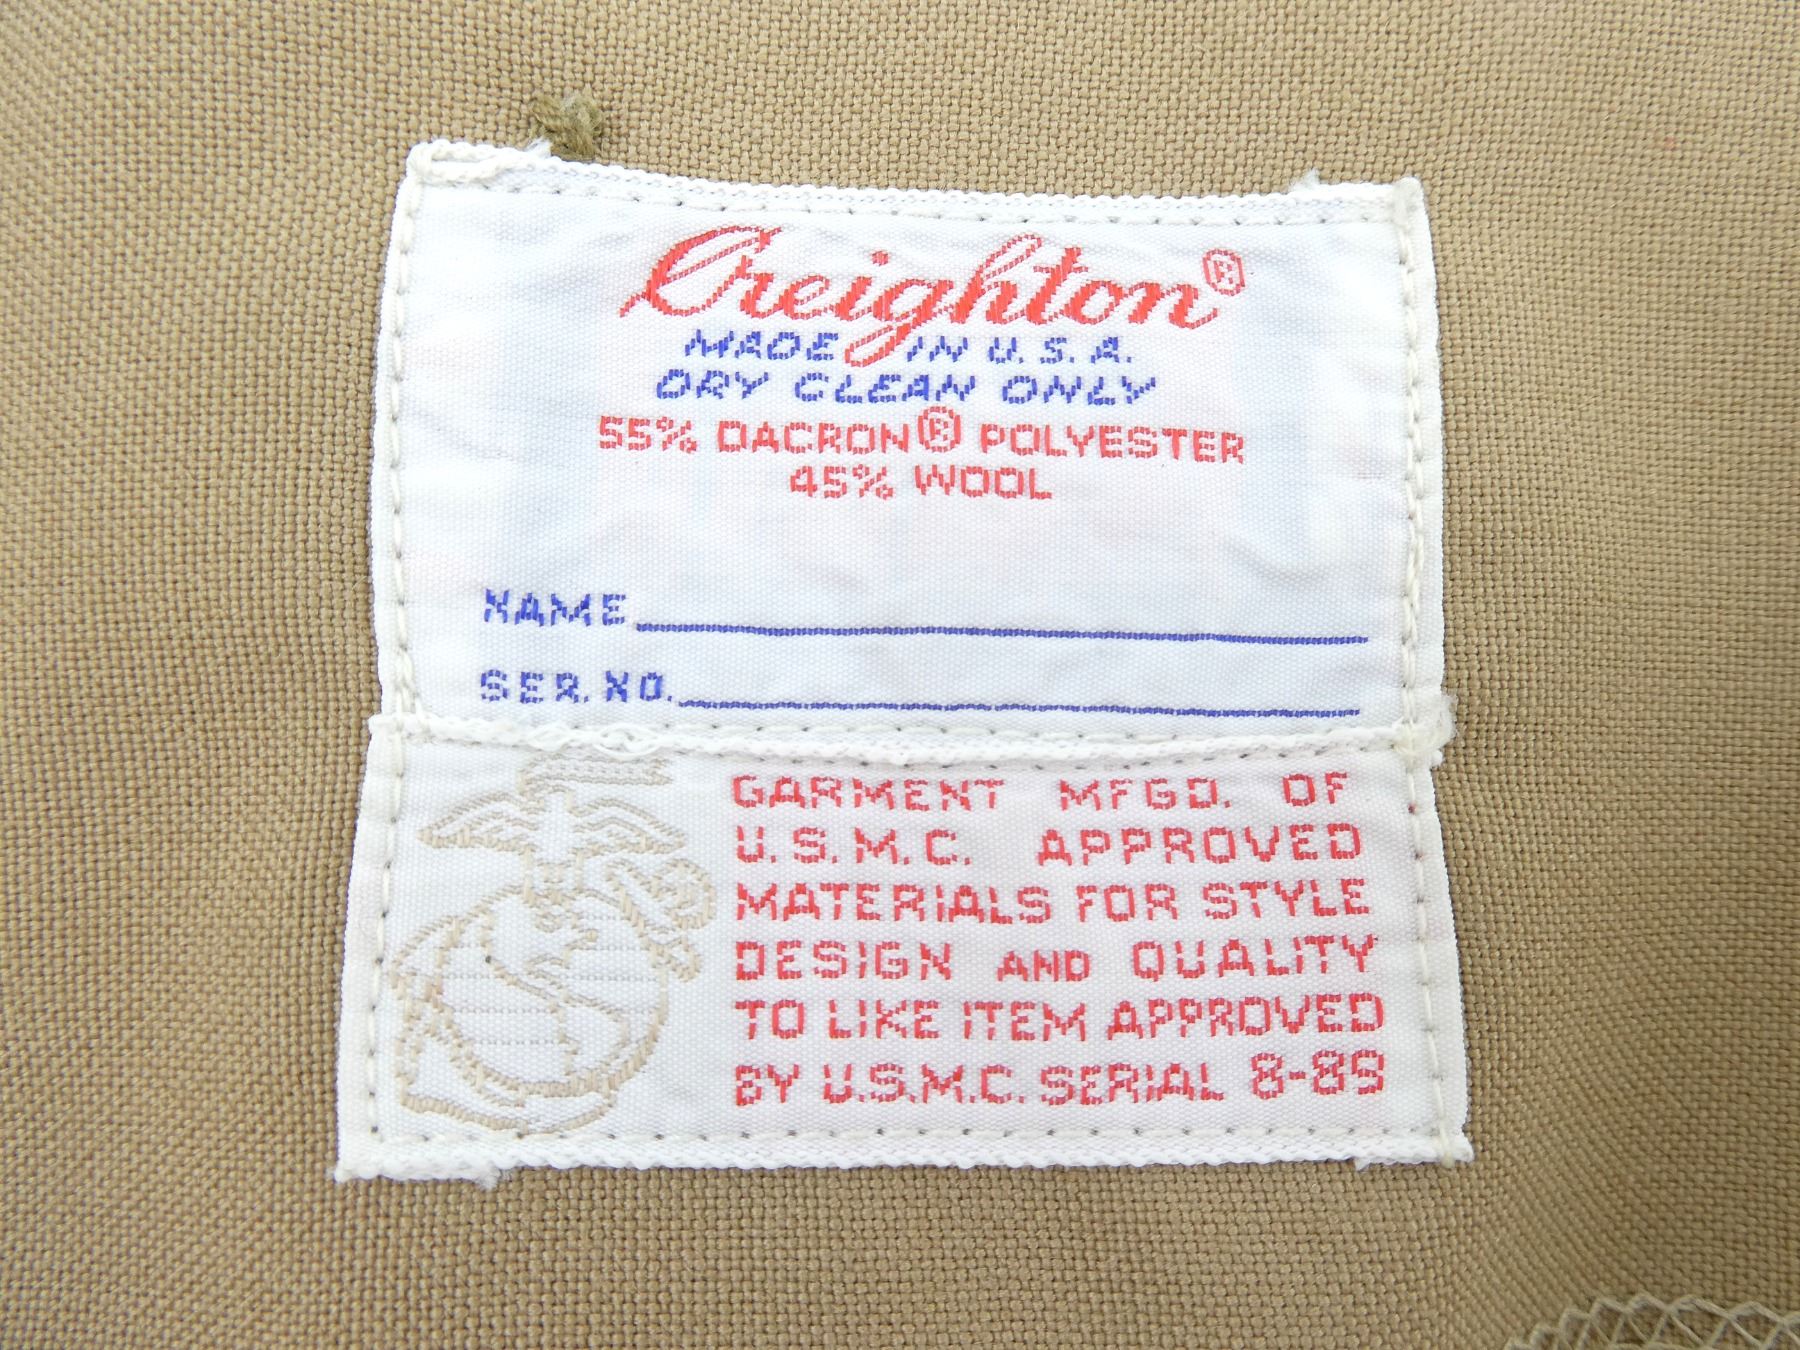 Creighton®
MADE IN U.S.A.
DRY CLEAN ONLY
55% DACRON® POLYESTER
45% WOOL
NAME
SER. NO.
GARMENT MFGD. OF
U.S.M.C. APPROVED
MATERIALS FOR STYLE
DESIGN AND QUALITY
TO LIKE ITEM APPROVED
BY U.S.M.C. SERIAL 8-89